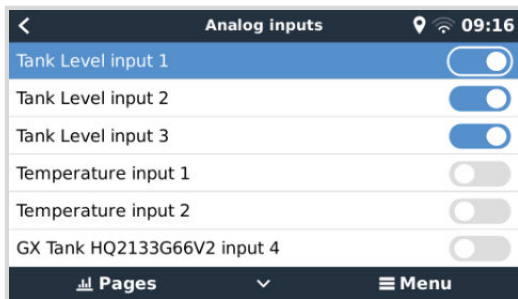 Analog inputs 09:16
Tank Level input 1
Tank Level input 2
Tank Level input 3
Temperature input 1
Temperature input 2
GX Tank HQ2133G66V2 input 4
Pages Menu